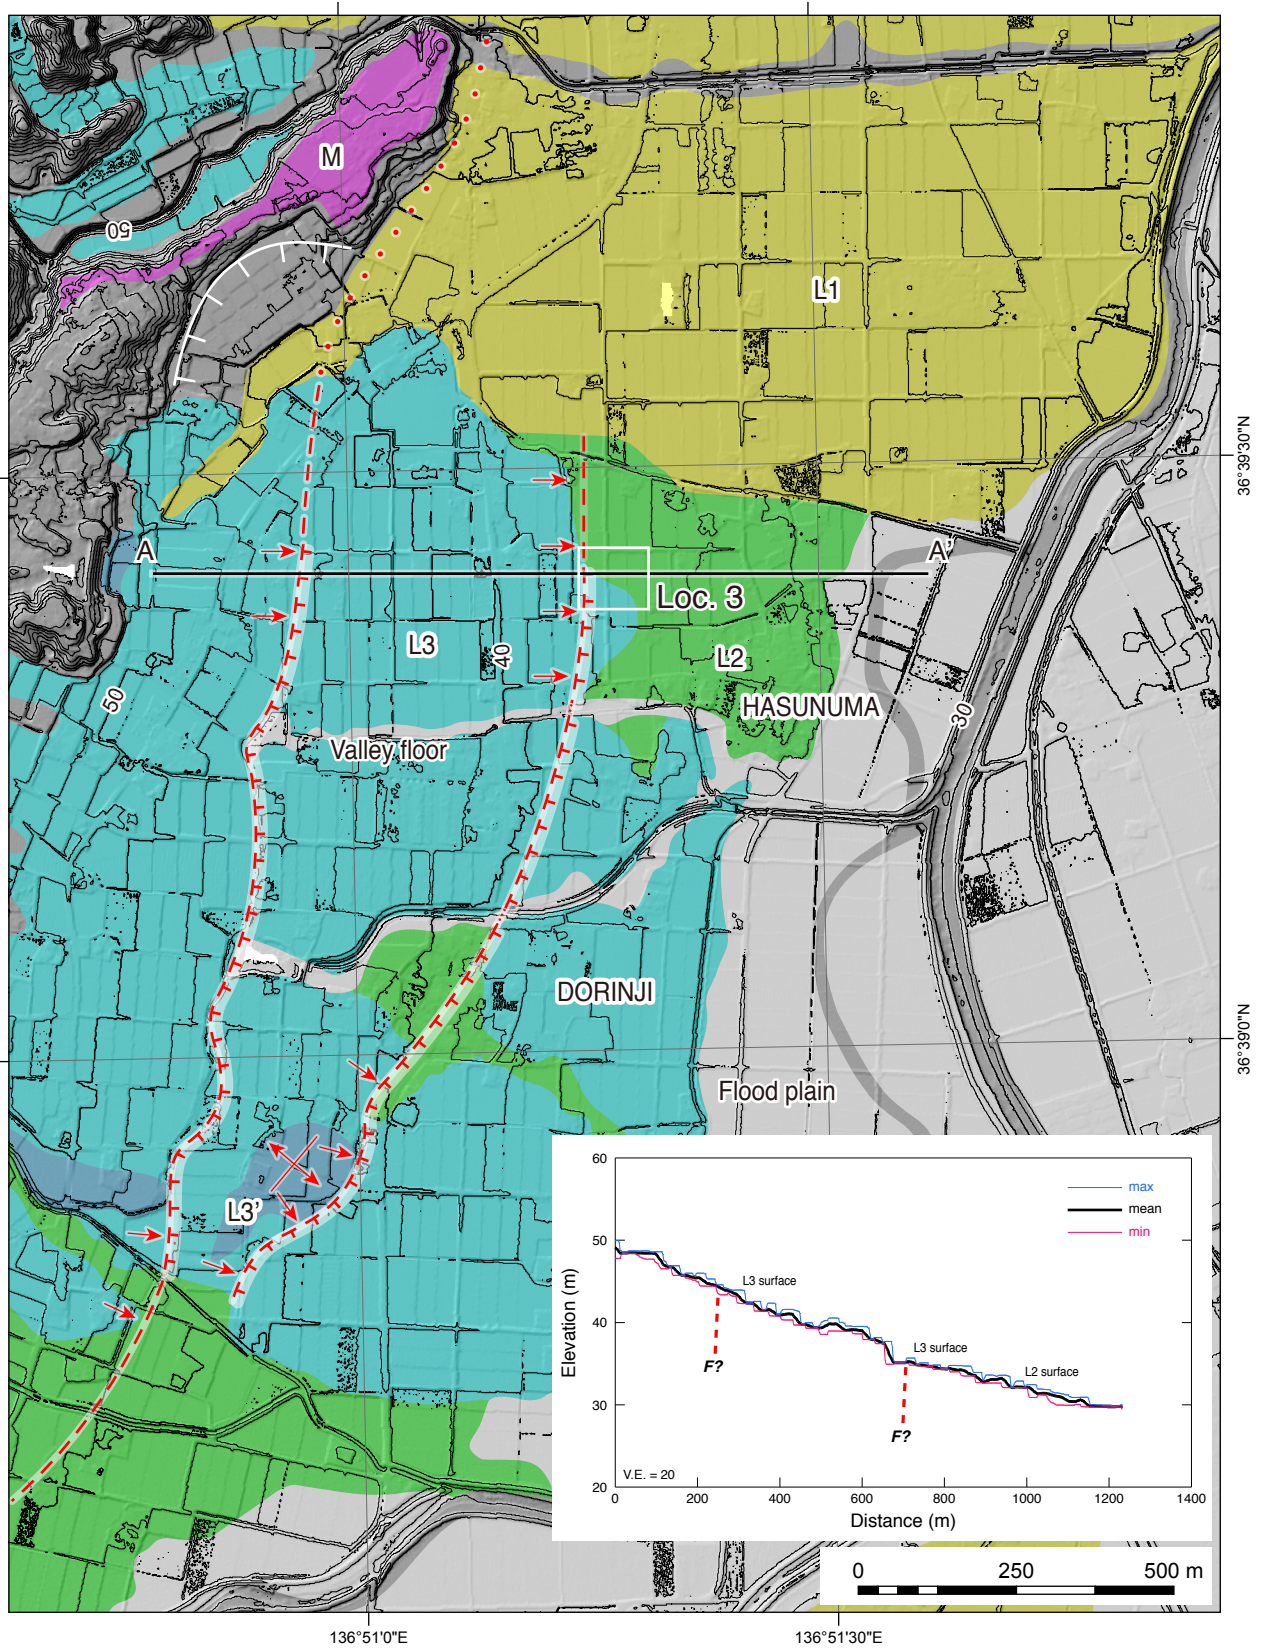 M
50
L1
36°39'30"N
A
A'
Loc. 3
L3
40
L2
50
HASUNUMA
30
Valley floor
DORINJI
36°39'0"N
Flood plain
L3'
60
max
mean
min
50
L3 surface
40
L3 surface
L2 surface
F?
30
F?
V.E. = 20
20
0 200 400 600 800 1000 1200 1400
Elevation (m)
Distance (m)
0 250 500 m
136°51'0"E
136°51'30"E